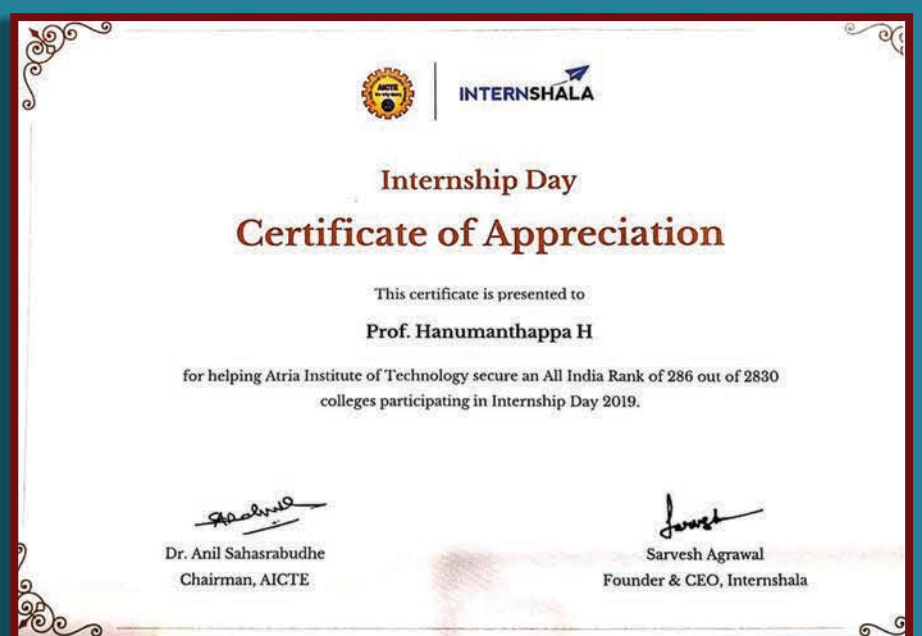 AICTE
INTERNSHALA
Internship Day
Certificate of Appreciation
This certificate is presented to
Prof. Hanumanthappa H
for helping Atria Institute of Technology secure an All India Rank of 286 out of 2830
colleges participating in Internship Day 2019.
Dr. Anil Sahasrabudhe
Chairman, AICTE
Sarvesh Agrawal
Founder & CEO, Internshala